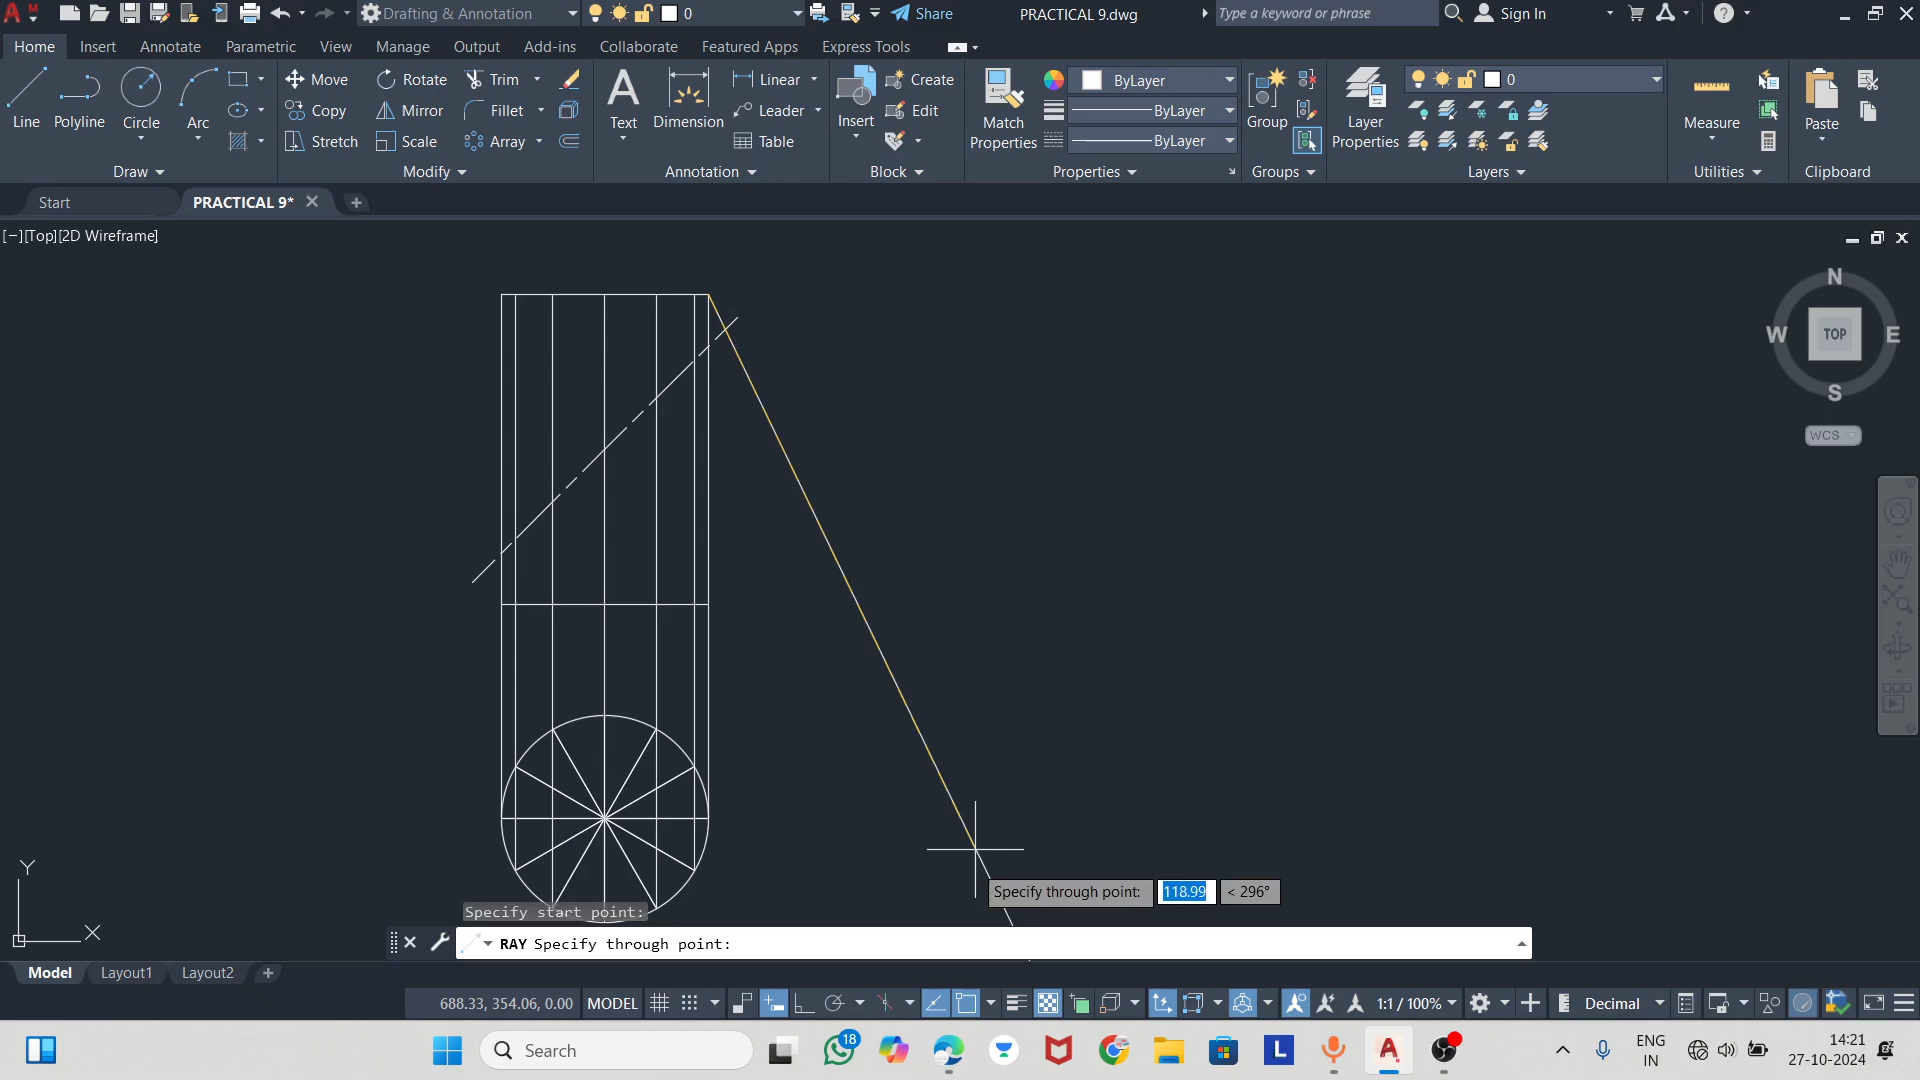 A M Drafting & Annotation 0 Share PRACTICAL 9.dwg Type a keyword or phrase Sign In
Home Insert Annotate Parametric View Manage Output Add-ins Collaborate Featured Apps Express Tools
Move Rotate Trim Linear Create ByLayer 0
Line Polyline Circle Arc Copy Mirror Fillet Text Dimension Leader Insert Edit Match Properties ByLayer Group Layer Properties Measure Paste
Stretch Scale Array Table ByLayer
Draw Modify Annotation Block Properties Groups Layers Utilities Clipboard
Start PRACTICAL 9*
[−][Top][2D Wireframe]
N
W TOP E
S
WCS
Y
X
Specify through point: 118.99 < 296°
Specify start point:
RAY Specify through point:
Model Layout1 Layout2
688.33, 354.06, 0.00 MODEL 1:1 / 100% Decimal
Search 18 L A ENG 14:21
IN 27-10-2024